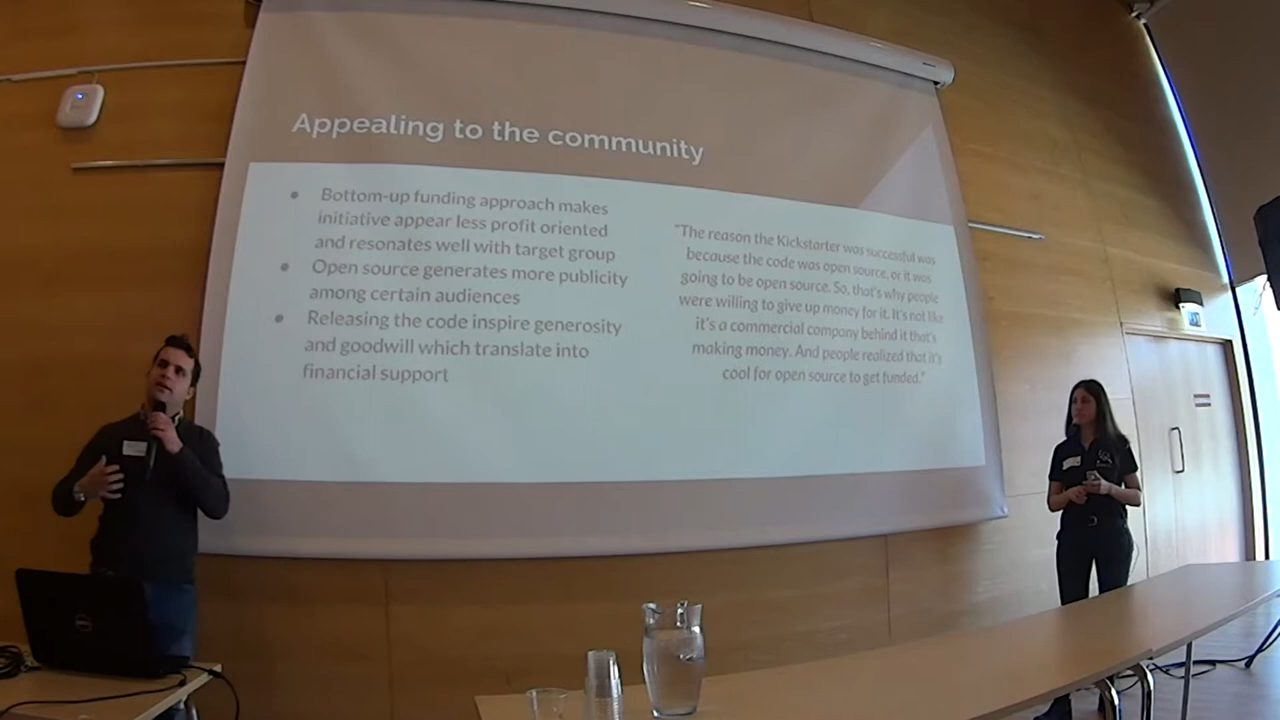 Appealing to the community
● Bottom-up funding approach makes
initiative appear less profit oriented
and resonates well with target group
● Open source generates more publicity
among certain audiences
● Releasing the code inspire generosity
and goodwill which translate into
financial support
"The reason the Kickstarter was successful was
because the code was open source, or it was
going to be open source. So, that's why people
were willing to give up money for it. It's not like
it's a commercial company behind it that's
making money. And people realized that it's
cool for open source to get funded."